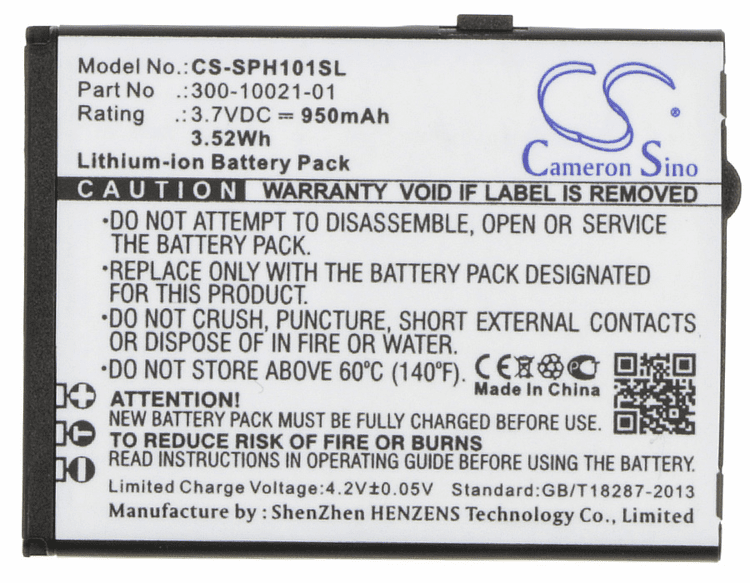 Model No.:CS-SPH101SL
Part No .:300-10021-01
Rating .:3.7VDC ⎓ 950mAh
3.52Wh
Lithium-ion Battery Pack
CS
®
Cameron Sino
CAUTION WARRANTY VOID IF LABEL IS REMOVED
·DO NOT ATTEMPT TO DISASSEMBLE, OPEN OR SERVICE
THE BATTERY PACK.
·REPLACE ONLY WITH THE BATTERY PACK DESIGNATED
FOR THIS PRODUCT.
·DO NOT CRUSH, PUNCTURE, SHORT EXTERNAL CONTACTS
OR DISPOSE OF IN FIRE OR WATER.
·DO NOT STORE ABOVE 60°C (140°F).
CE
Made In China
ATTENTION!
NEW BATTERY PACK MUST BE FULLY CHARGED BEFORE USE.
TO REDUCE RISK OF FIRE OR BURNS
READ INSTRUCTIONS IN OPERATING GUIDE BEFORE USING BATTERY.
Limited Charge Voltage:4.2V±0.05V Standard:GB/T18287-2013
Manufacturer by : ShenZhen HENZENS Technology Co., Limited